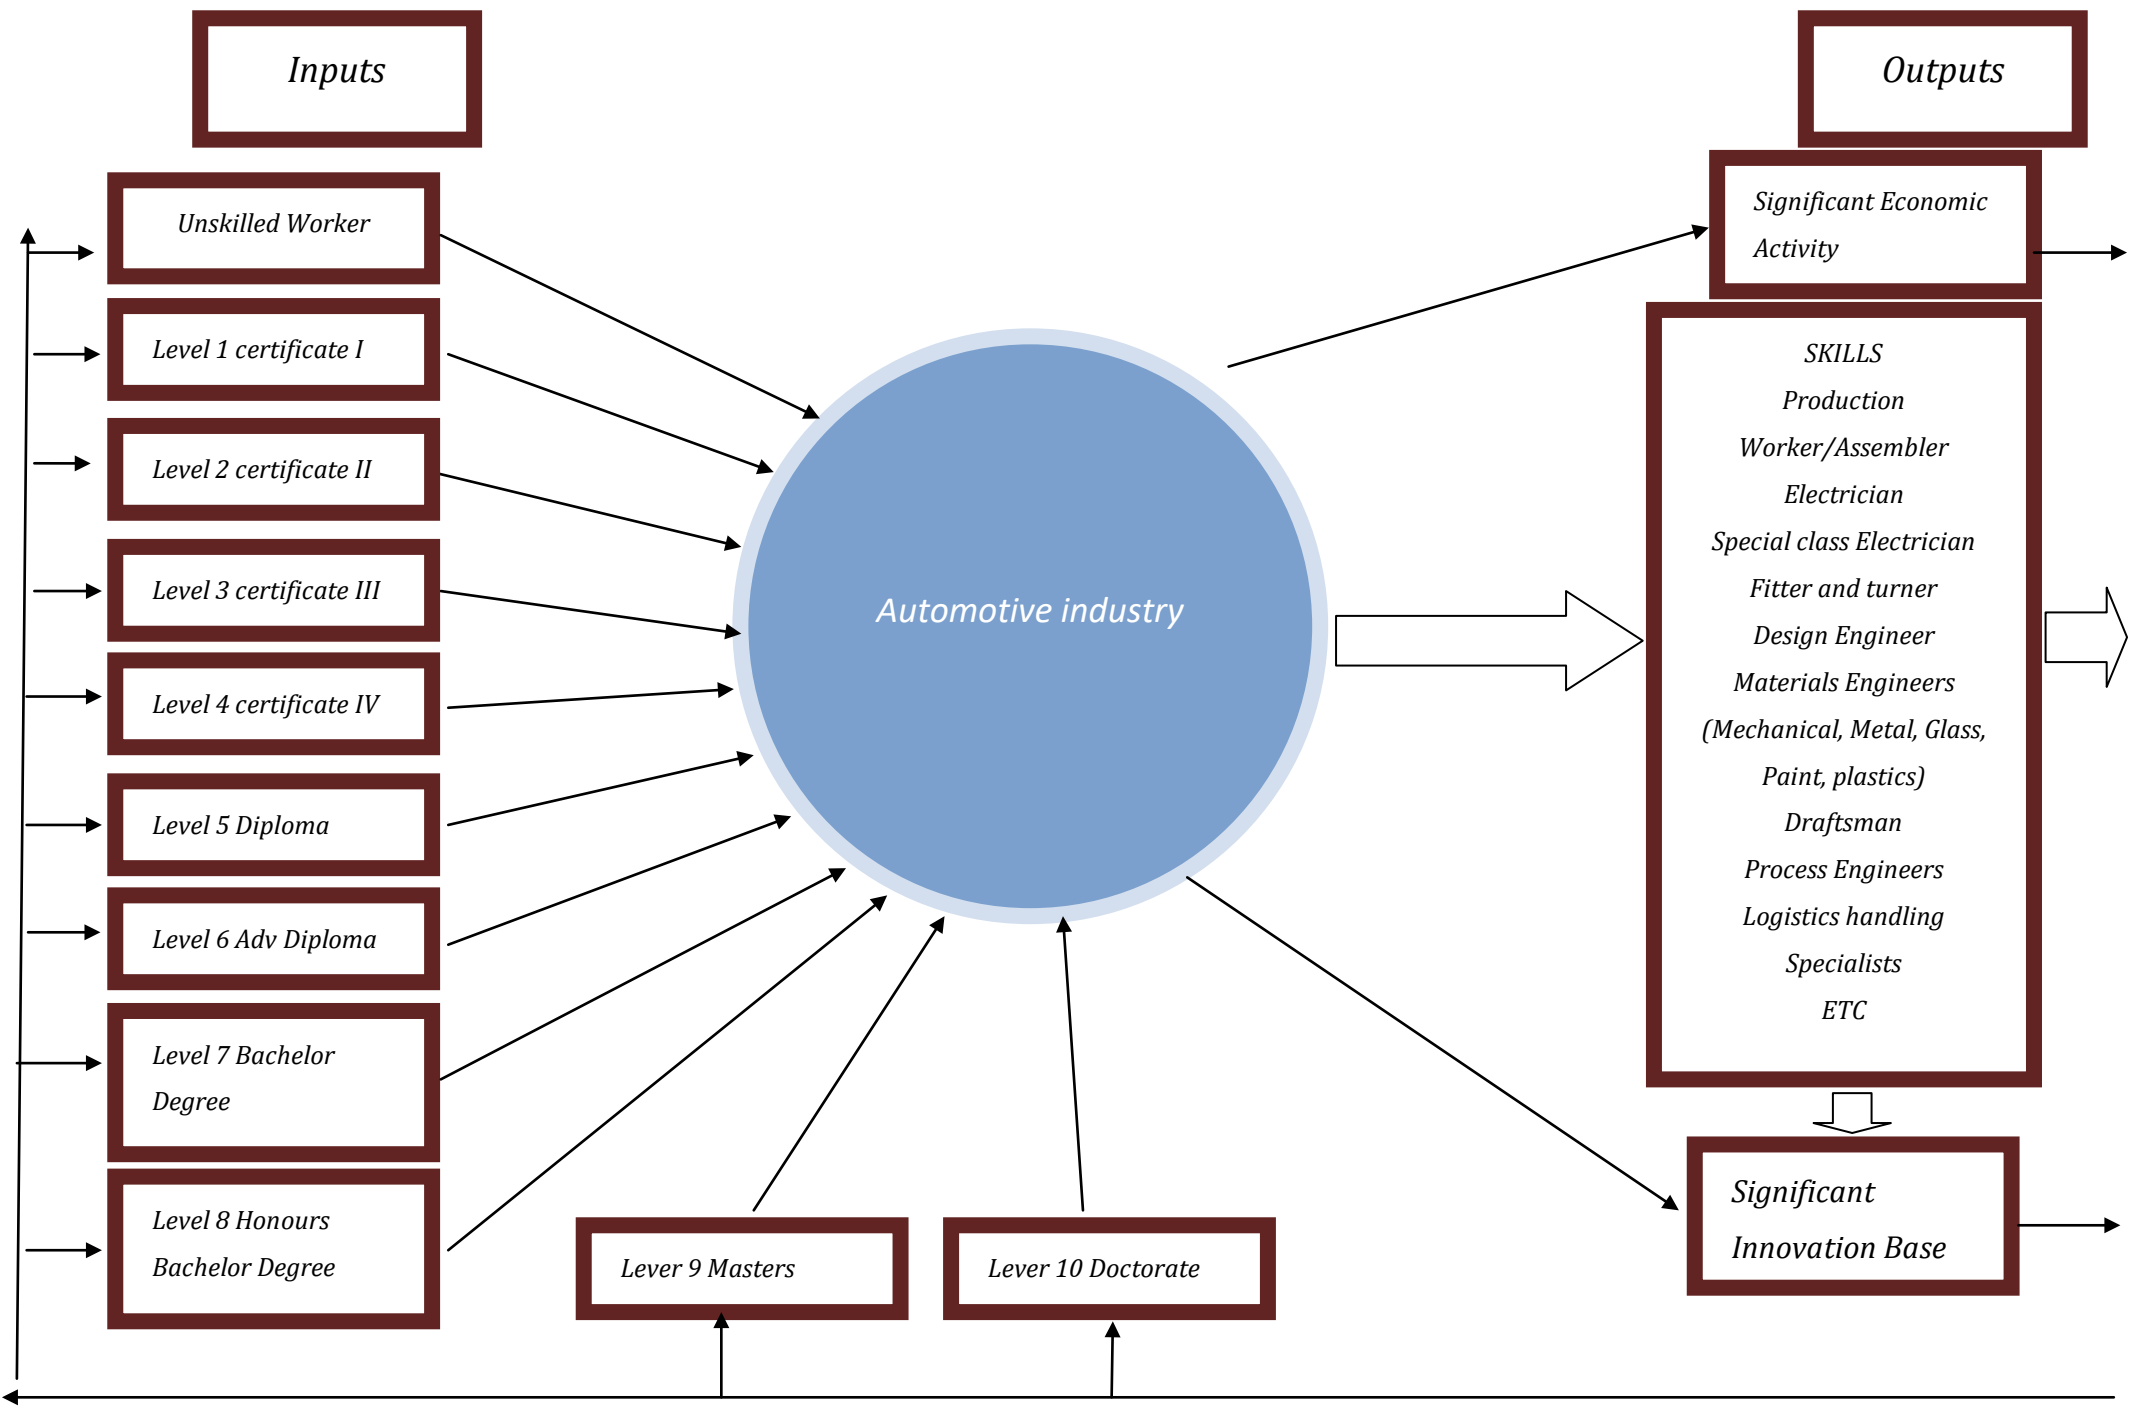 Inputs
Outputs
Unskilled Worker
Level 1 certificate I
Level 2 certificate II
Level 3 certificate III
Level 4 certificate IV
Level 5 Diploma
Level 6 Adv Diploma
Level 7 Bachelor
Degree
Level 8 Honours
Bachelor Degree
Lever 9 Masters
Lever 10 Doctorate
Automotive industry
Significant Economic
Activity
SKILLS
Production
Worker/Assembler
Electrician
Special class Electrician
Fitter and turner
Design Engineer
Materials Engineers
(Mechanical, Metal, Glass,
Paint, plastics)
Draftsman
Process Engineers
Logistics handling
Specialists
ETC
Significant
Innovation Base